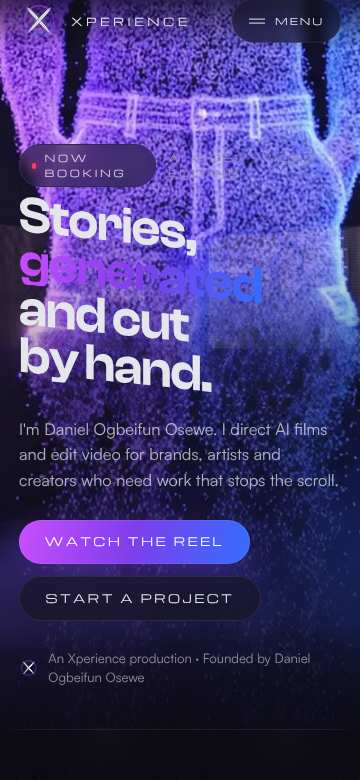 XPERIENCE
MENU
NOW
BOOKING
Stories,
generated
and cut
by hand.
I'm Daniel Ogbeifun Osewe. I direct AI films
and edit video for brands, artists and
creators who need work that stops the scroll.
WATCH THE REEL
START A PROJECT
An Xperience production · Founded by Daniel
Ogbeifun Osewe